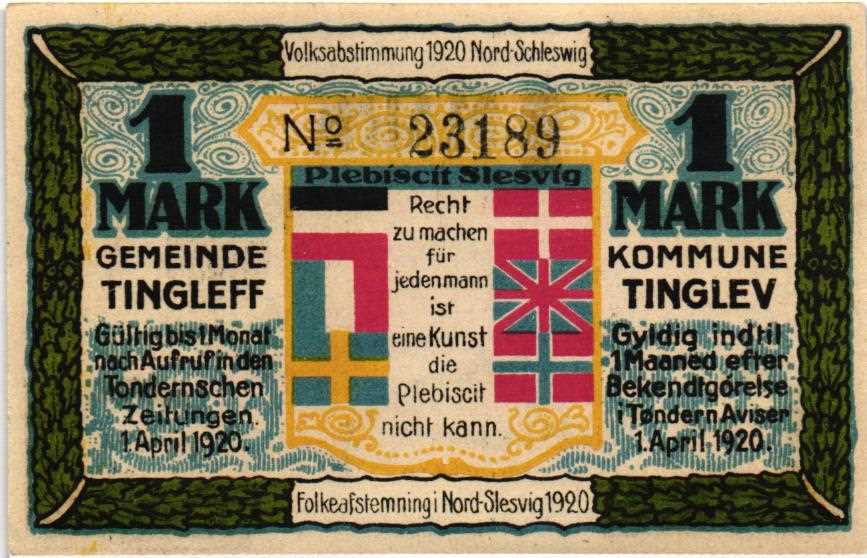 Volksabstimmung 1920 Nord-Schleswig
1
MARK
GEMEINDE
TINGLEFF
Gültig bis 1 Monat
nach Aufruf in den
Tondernschen
Zeitungen.
1 April 1920.
Nº 23189
Plebiscit Slesvig
Recht
zu machen
für
jedenmann
ist
eine Kunst
die
Plebiscit
nicht kann.
1
MARK
KOMMUNE
TINGLEV
Gyldig indtil
1 Maaned efter
Bekendtgörelse
i Tøndern Aviser
1. April 1920.
Folkeafstemning i Nord-Slesvig 1920